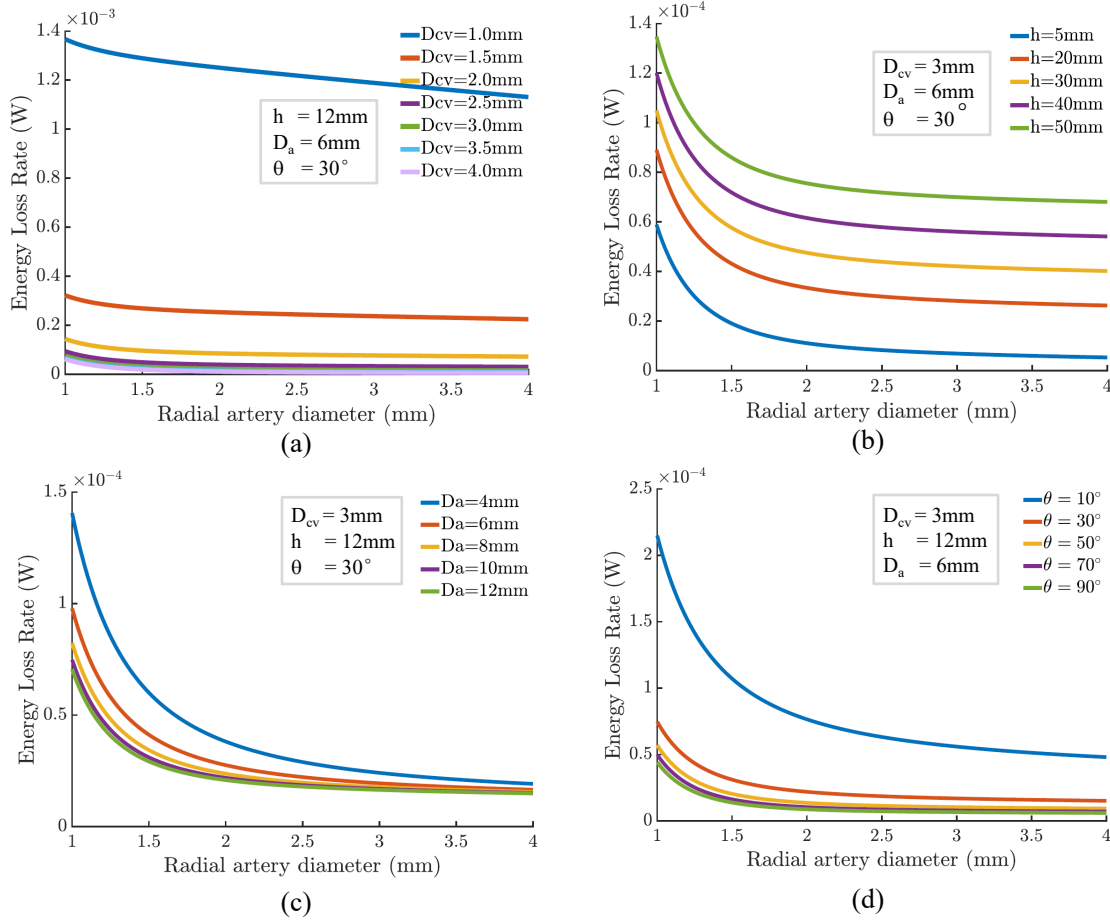 ×10⁻³
1.4
1.2
1
0.8
0.6
0.4
0.2
0
1
1.5
2
2.5
3
3.5
4
Energy Loss Rate (W)
Radial artery diameter (mm)
Dcv=1.0mm
Dcv=1.5mm
Dcv=2.0mm
Dcv=2.5mm
Dcv=3.0mm
Dcv=3.5mm
Dcv=4.0mm
h = 12mm
Dₐ = 6mm
θ = 30°
(a)
×10⁻⁴
1.4
1.2
1
0.8
0.6
0.4
0.2
0
1
1.5
2
2.5
3
3.5
4
Energy Loss Rate (W)
Radial artery diameter (mm)
D_cv = 3mm
Dₐ = 6mm
θ = 30°
h=5mm
h=20mm
h=30mm
h=40mm
h=50mm
(b)
×10⁻⁴
1.5
1
0.5
0
1
1.5
2
2.5
3
3.5
4
Energy Loss Rate (W)
Radial artery diameter (mm)
D_cv = 3mm
h = 12mm
θ = 30°
Da=4mm
Da=6mm
Da=8mm
Da=10mm
Da=12mm
(c)
×10⁻⁴
2.5
2
1.5
1
0.5
0
1
1.5
2
2.5
3
3.5
4
Energy Loss Rate (W)
Radial artery diameter (mm)
D_cv = 3mm
h = 12mm
Dₐ = 6mm
θ = 10°
θ = 30°
θ = 50°
θ = 70°
θ = 90°
(d)